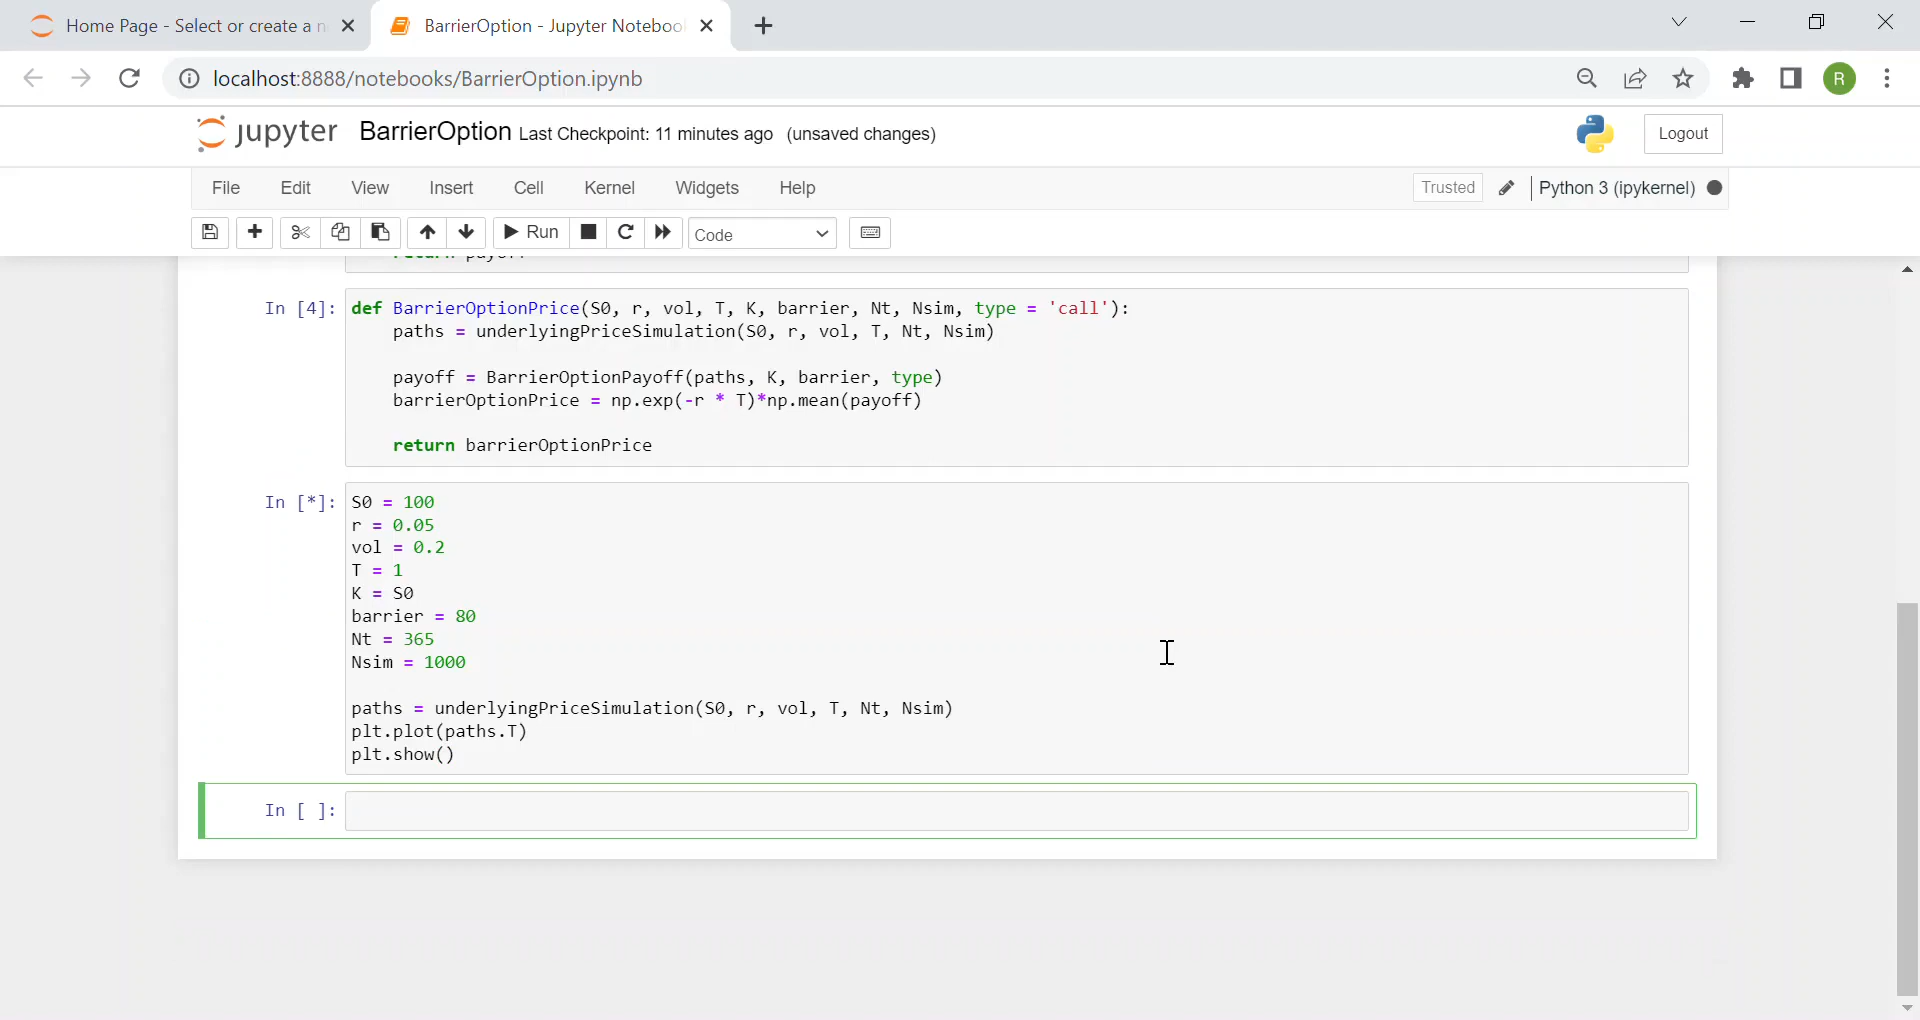 Home Page - Select or create a n
BarrierOption - Jupyter Noteboo
localhost:8888/notebooks/BarrierOption.ipynb
R
jupyter BarrierOption Last Checkpoint: 11 minutes ago (unsaved changes)
Logout
File Edit View Insert Cell Kernel Widgets Help
Trusted Python 3 (ipykernel)
Run Code
return payoff
In [4]: def BarrierOptionPrice(S0, r, vol, T, K, barrier, Nt, Nsim, type = 'call'):
paths = underlyingPriceSimulation(S0, r, vol, T, Nt, Nsim)
payoff = BarrierOptionPayoff(paths, K, barrier, type)
barrierOptionPrice = np.exp(-r * T)*np.mean(payoff)
return barrierOptionPrice
In [*]: S0 = 100
r = 0.05
vol = 0.2
T = 1
K = S0
barrier = 80
Nt = 365
Nsim = 1000
paths = underlyingPriceSimulation(S0, r, vol, T, Nt, Nsim)
plt.plot(paths.T)
plt.show()
In [ ]: